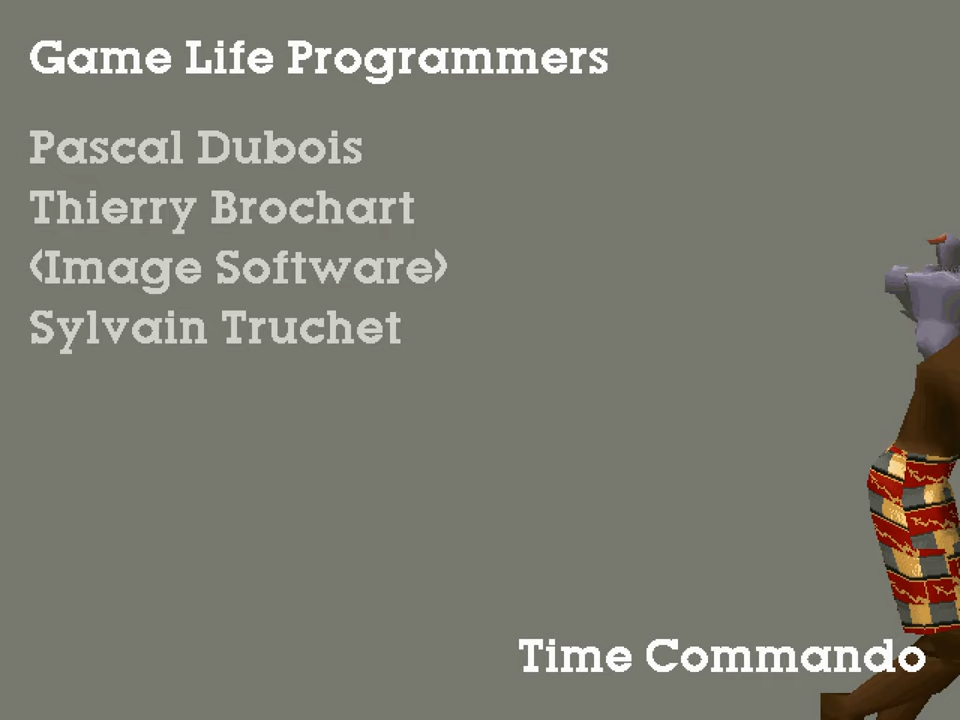 Game Life Programmers
Pascal Dubois
Thierry Brochart
(Image Software)
Sylvain Truchet
Time Commando